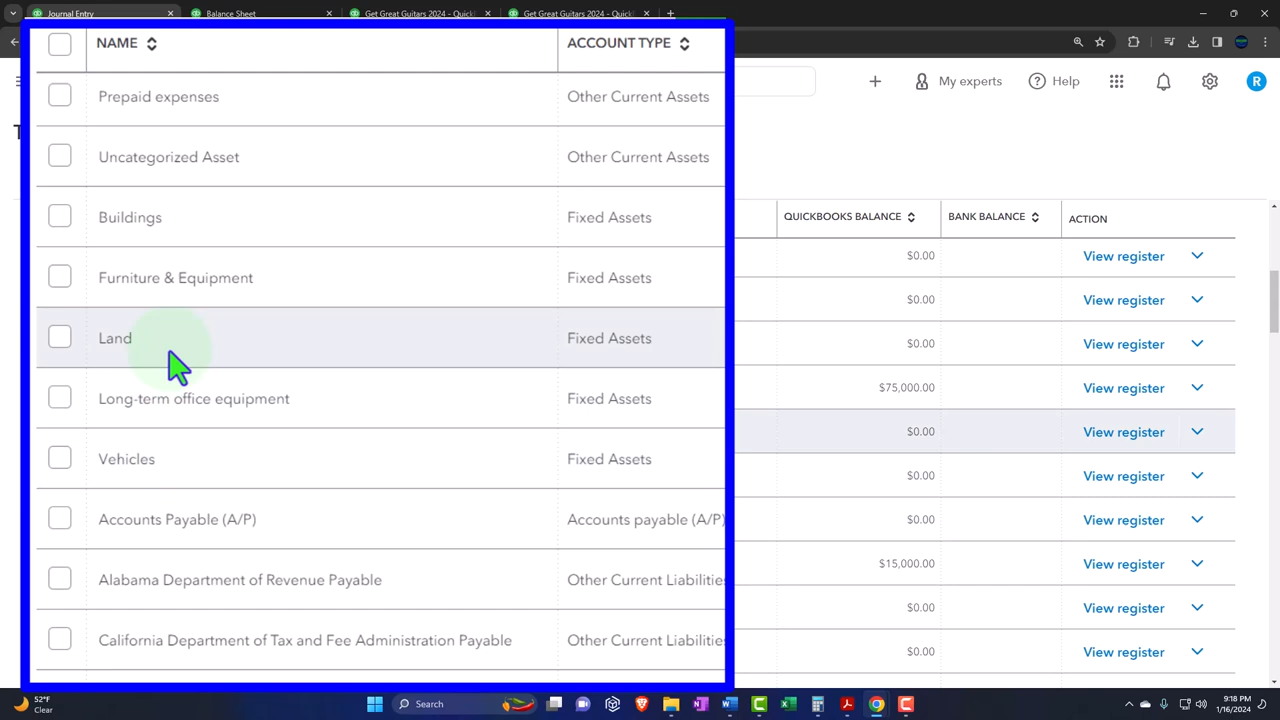 Journal Entry
Balance Sheet
Get Great Guitars 2024 - Quick
Get Great Guitars 2024 - Quick
My experts
Help
R
NAME
ACCOUNT TYPE
QUICKBOOKS BALANCE
BANK BALANCE
ACTION
Prepaid expenses
Other Current Assets
Uncategorized Asset
Other Current Assets
Buildings
Fixed Assets
Furniture & Equipment
Fixed Assets
Land
Fixed Assets
Long-term office equipment
Fixed Assets
Vehicles
Fixed Assets
Accounts Payable (A/P)
Accounts payable (A/P)
Alabama Department of Revenue Payable
Other Current Liabilities
California Department of Tax and Fee Administration Payable
Other Current Liabilities
$0.00
View register
$0.00
View register
$0.00
View register
$75,000.00
View register
$0.00
View register
$0.00
View register
$0.00
View register
$15,000.00
View register
$0.00
View register
$0.00
View register
52°F
Clear
Search
9:18 PM
1/16/2024